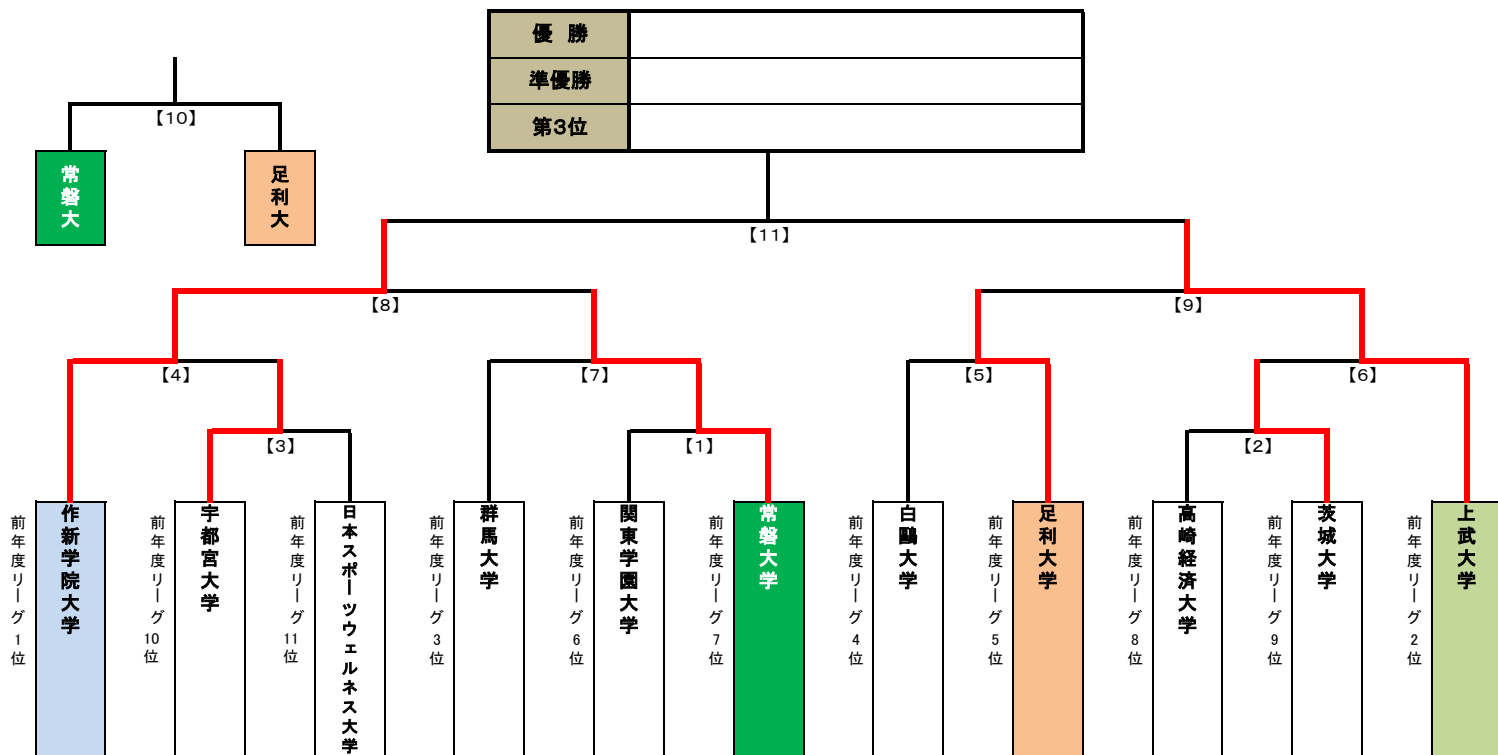 優 勝
準優勝
第3位
【10】
常磐大
足利大
【11】
【8】
【9】
【4】
【7】
【5】
【6】
【3】
【1】
【2】
前年度リーグ 1位
作新学院大学
前年度リーグ 10位
宇都宮大学
前年度リーグ 11位
日本スポーツウェルネス大学
前年度リーグ 3位
群馬大学
前年度リーグ 6位
関東学園大学
前年度リーグ 7位
常磐大学
前年度リーグ 4位
白鷗大学
前年度リーグ 5位
足利大学
前年度リーグ 8位
高崎経済大学
前年度リーグ 9位
茨城大学
前年度リーグ 2位
上武大学